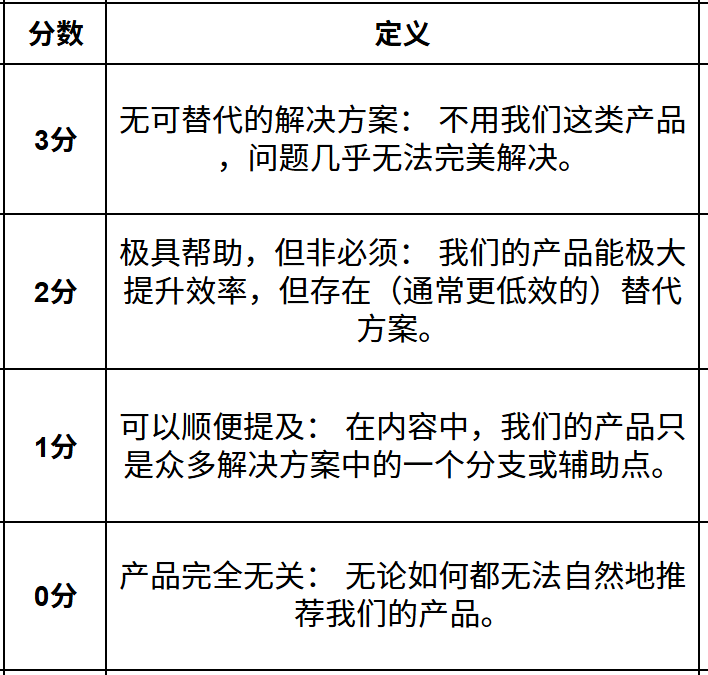 分数 定义
3分
无可替代的解决方案： 不用我们这类产品
，问题几乎无法完美解决。
2分
极具帮助，但非必须： 我们的产品能极大
提升效率，但存在（通常更低效的）替代
方案。
1分
可以顺便提及： 在内容中，我们的产品只
是众多解决方案中的一个分支或辅助点。
0分
产品完全无关： 无论如何都无法自然地推
荐我们的产品。